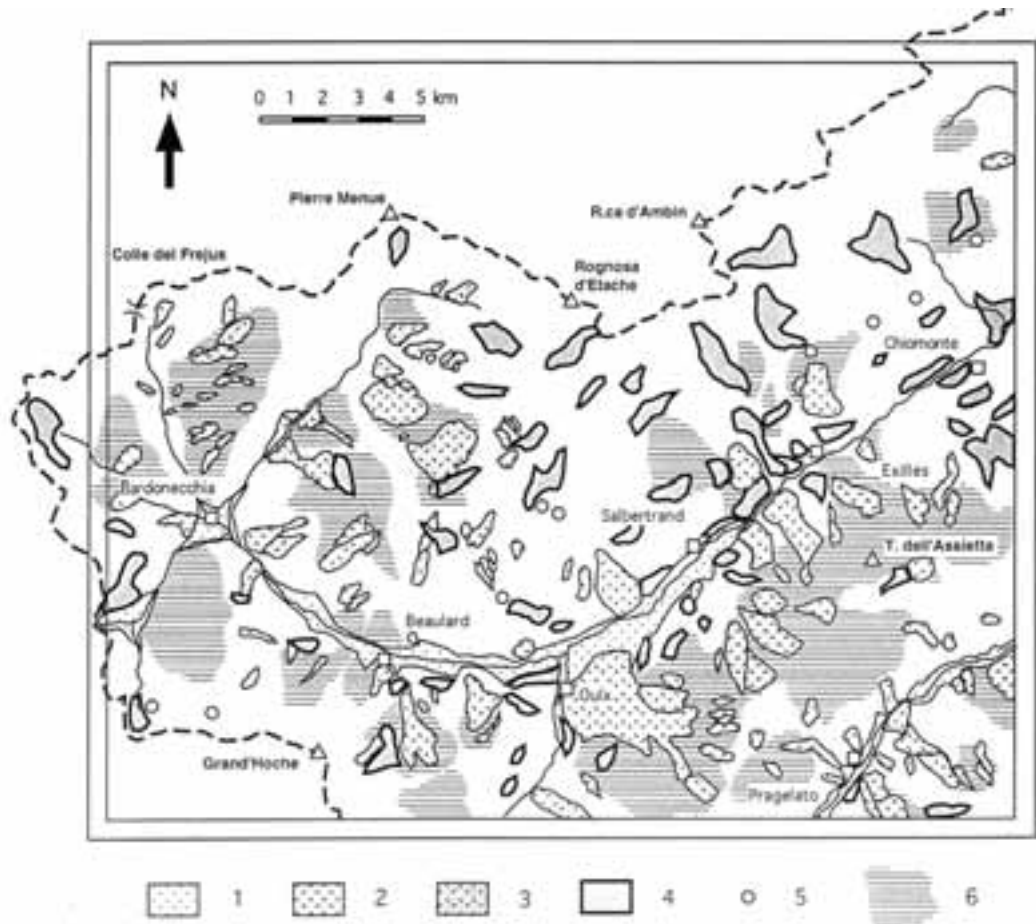 N
0 1 2 3 4 5 km
Pierre Menue
R.ca d'Ambin
Colle del Frejus
Rognosa
d'Etache
Chiomonte
Exilles
Bardonecchia
Salbertrand
T. dell'Assietta
Beaulard
Oulx
Grand'Hoche
Pragelato
1 2 3 4 5 6